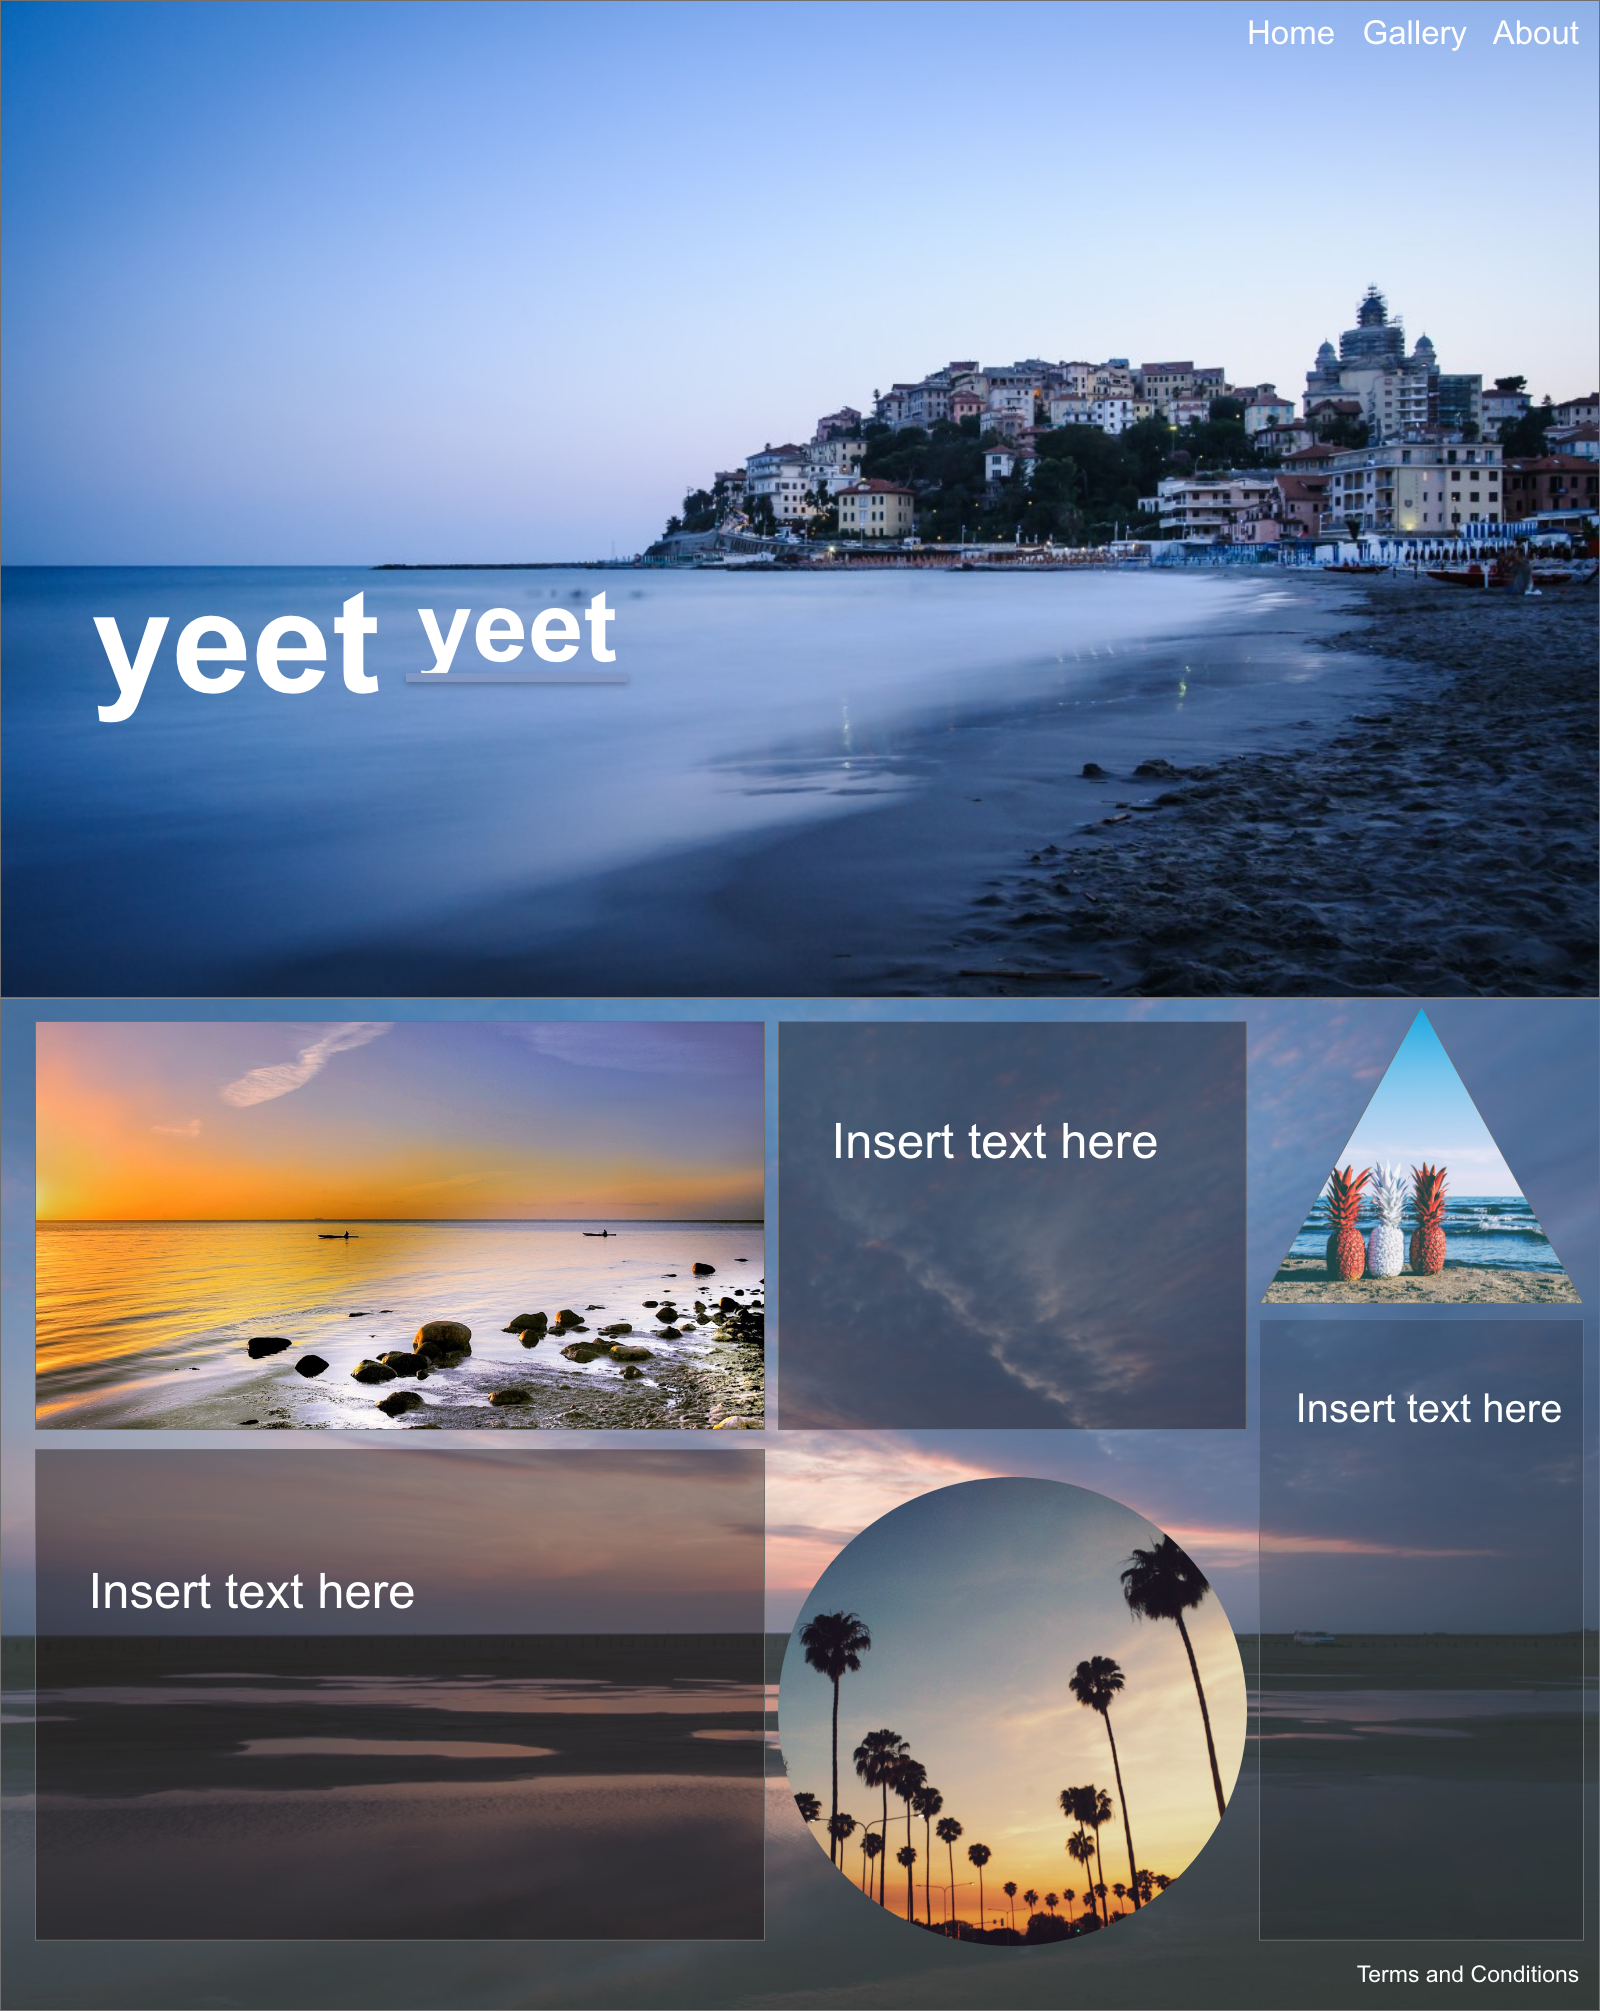 Home Gallery About
yeet yeet
Insert text here
Insert text here
Insert text here
Terms and Conditions